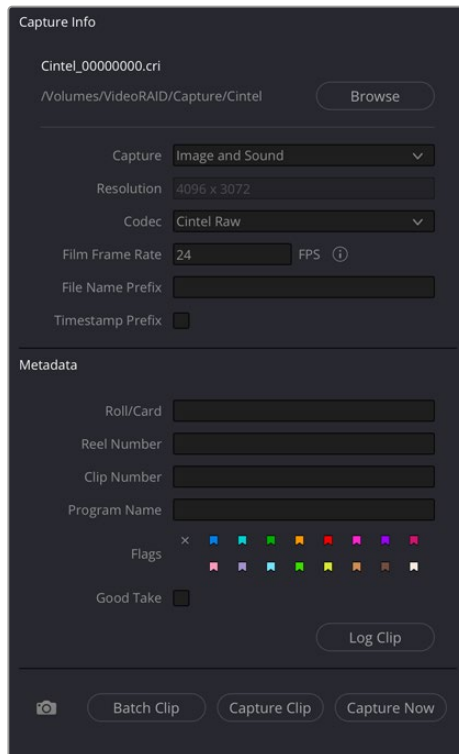 Capture Info
Cintel_00000000.cri
/Volumes/VideoRAID/Capture/Cintel
Browse
Capture Image and Sound
Resolution 4096 x 3072
Codec Cintel Raw
Film Frame Rate 24 FPS
File Name Prefix
Timestamp Prefix
Metadata
Roll/Card
Reel Number
Clip Number
Program Name
Flags
Good Take
Log Clip
Batch Clip Capture Clip Capture Now